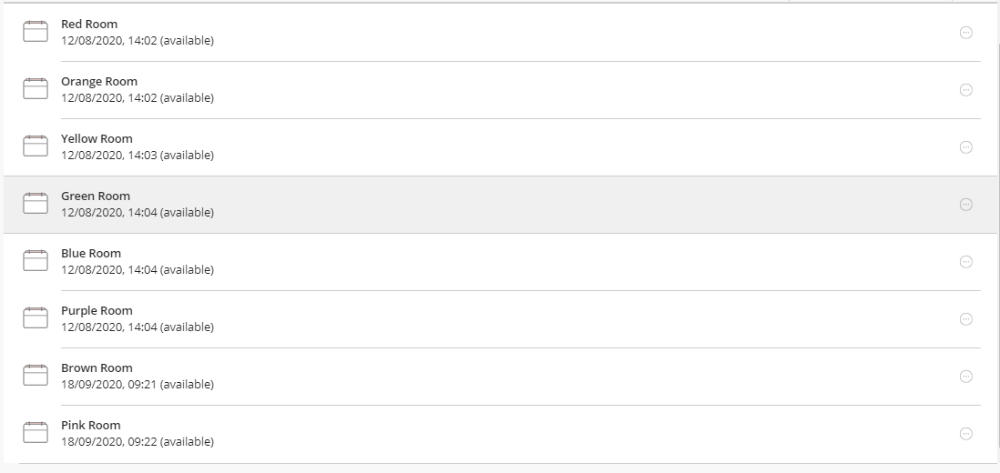 Red Room
12/08/2020, 14:02 (available)
Orange Room
12/08/2020, 14:02 (available)
Yellow Room
12/08/2020, 14:03 (available)
Green Room
12/08/2020, 14:04 (available)
Blue Room
12/08/2020, 14:04 (available)
Purple Room
12/08/2020, 14:04 (available)
Brown Room
18/09/2020, 09:21 (available)
Pink Room
18/09/2020, 09:22 (available)